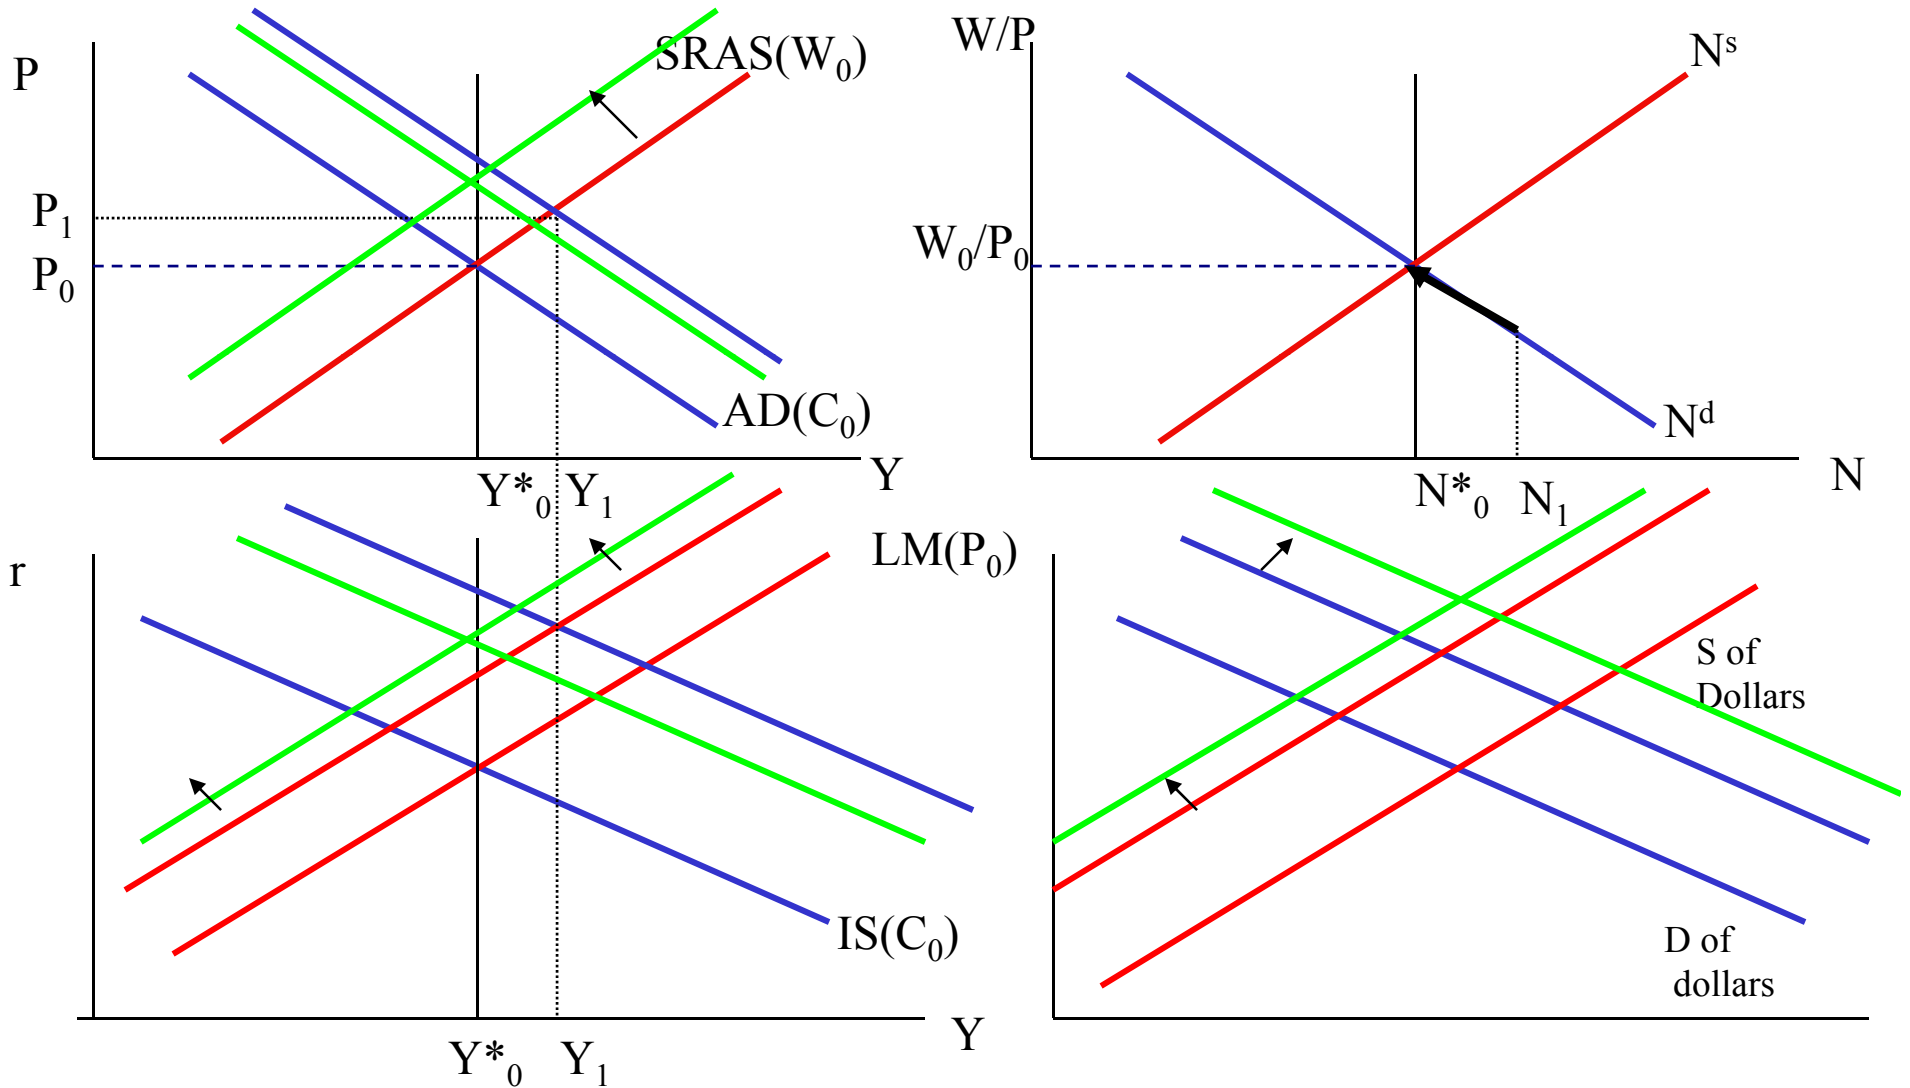 P
SRAS(W₀)
P₁
P₀
AD(C₀)
Y
Y*₀ Y₁
W/P
Nˢ
W₀/P₀
Nᵈ
N
N*₀ N₁
r
LM(P₀)
IS(C₀)
Y
Y*₀ Y₁
S of
Dollars
D of
dollars